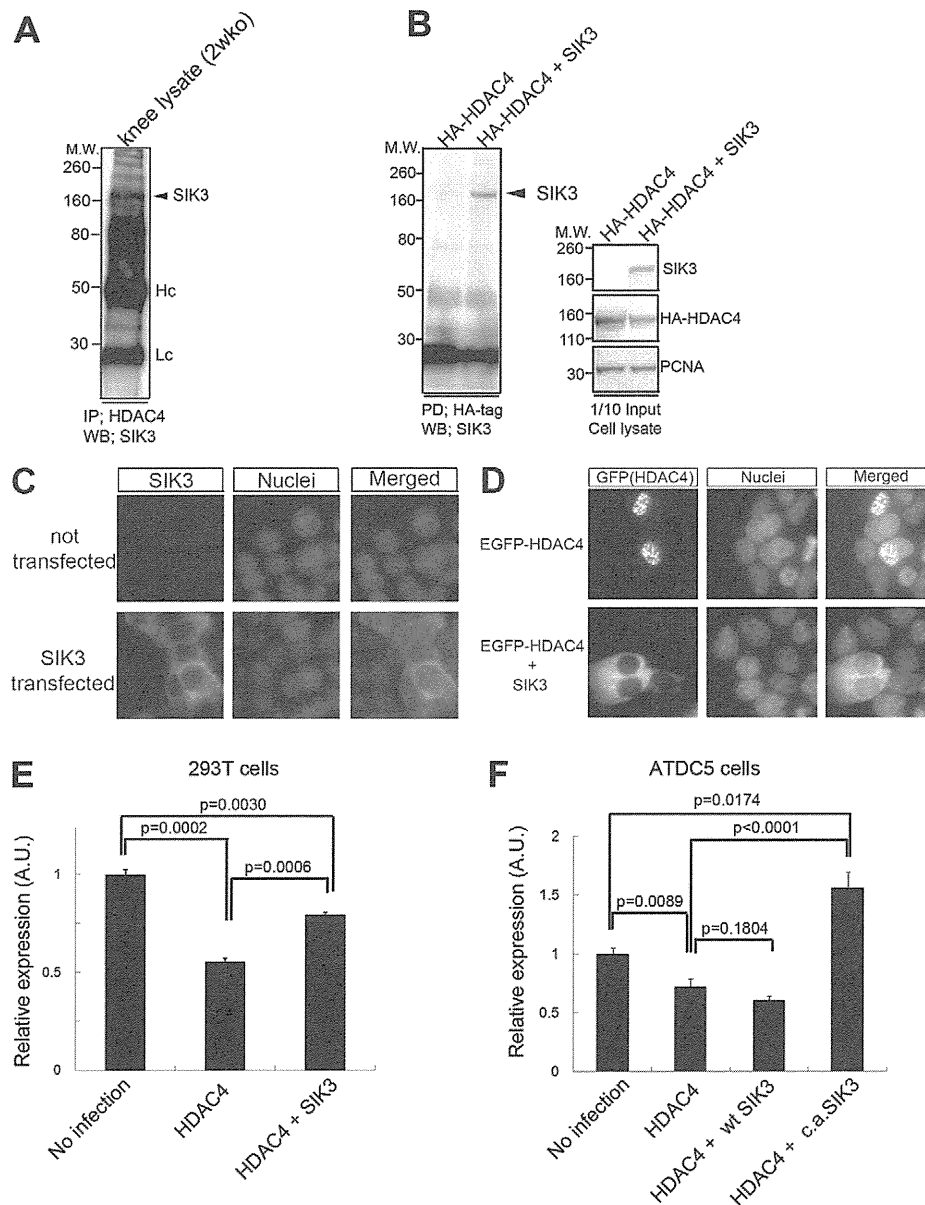 A
knee lysate (2wko)
M.W.
260
160
80
50
30
SIK3
Hc
Lc
IP; HDAC4
WB; SIK3
B
HA-HDAC4
HA-HDAC4 + SIK3
M.W.
260
160
80
50
30
SIK3
PD; HA-tag
WB; SIK3
HA-HDAC4
HA-HDAC4 + SIK3
M.W.
260
160
SIK3
160
110
HA-HDAC4
30
PCNA
1/10 Input
Cell lysate
C
SIK3 Nuclei Merged
not
transfected
SIK3
transfected
D
GFP(HDAC4) Nuclei Merged
EGFP-HDAC4
EGFP-HDAC4
+
SIK3
E
293T cells
p=0.0030
p=0.0002
p=0.0006
Relative expression (A.U.)
1
0.5
0
No infection
HDAC4
HDAC4 + SIK3
F
ATDC5 cells
p=0.0174
p<0.0001
p=0.0089
p=0.1804
Relative expression (A.U.)
2
1.5
1
0.5
0
No infection
HDAC4
HDAC4 + wt SIK3
HDAC4 + c.a.SIK3